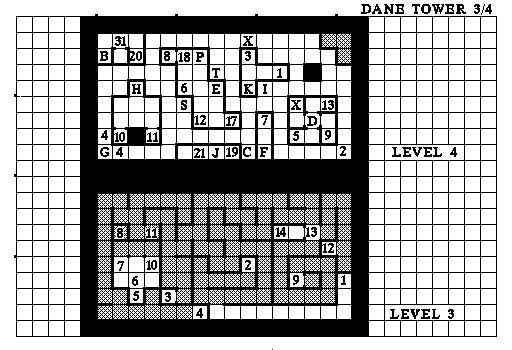 DANE TOWER 3/4
31 X
B 20 8 18 P 3
T 1
H 6 E K I
S X 13
12 17 7 D
4 10 11 5 9
G 4 21 J 19 C F 2 LEVEL 4
8 11 14 13
12
7 10 2
6 9 1
5 3
4 LEVEL 3